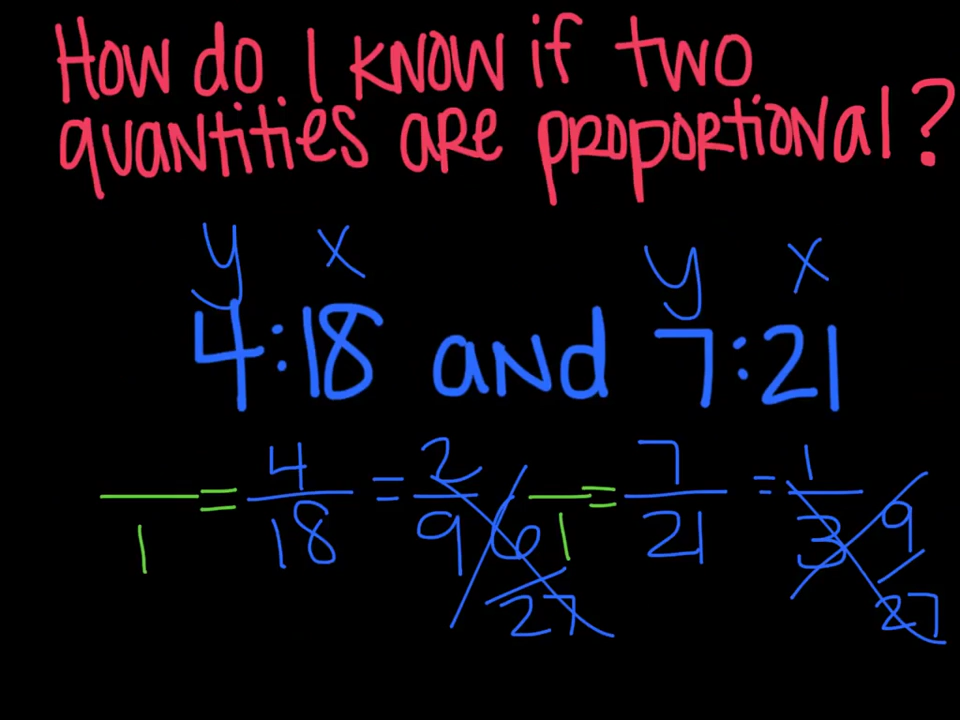 How do I know if two
quantities are proportional?
y x y x
4:18 and 7:21
4 2 7 1
= = = =
18 9 6 1 21 3 9
1 27 27